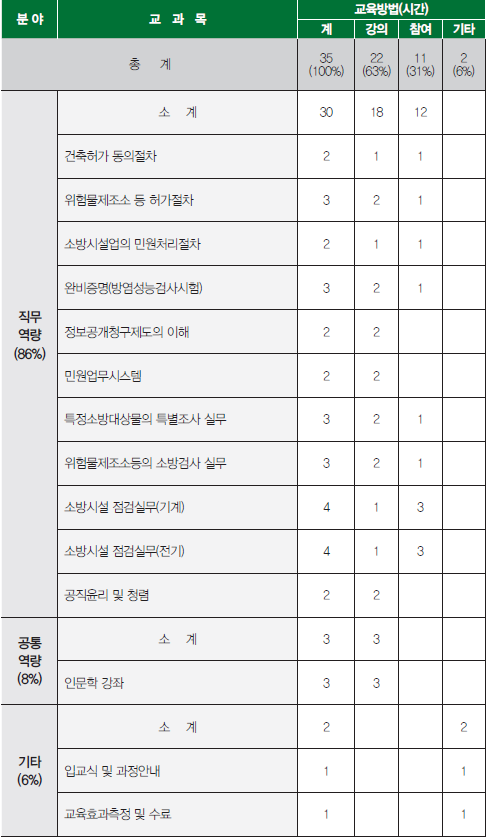 분 야 교 과 목 교육방법(시간)
계 강의 참여 기타
총 계 35 (100%) 22 (63%) 11 (31%) 2 (6%)
직무 역량 (86%)
소 계 30 18 12
건축허가 동의절차 2 1 1
위험물제조소 등 허가절차 3 2 1
소방시설업의 민원처리절차 2 1 1
완비증명(방염성능검사시험) 3 2 1
정보공개청구제도의 이해 2 2
민원업무시스템 2 2
특정소방대상물의 특별조사 실무 3 2 1
위험물제조소등의 소방검사 실무 3 2 1
소방시설 점검실무(기계) 4 1 3
소방시설 점검실무(전기) 4 1 3
공직윤리 및 청렴 2 2
공통 역량 (8%)
소 계 3 3
인문학 강좌 3 3
기타 (6%)
소 계 2 2
입교식 및 과정안내 1 1
교육효과측정 및 수료 1 1